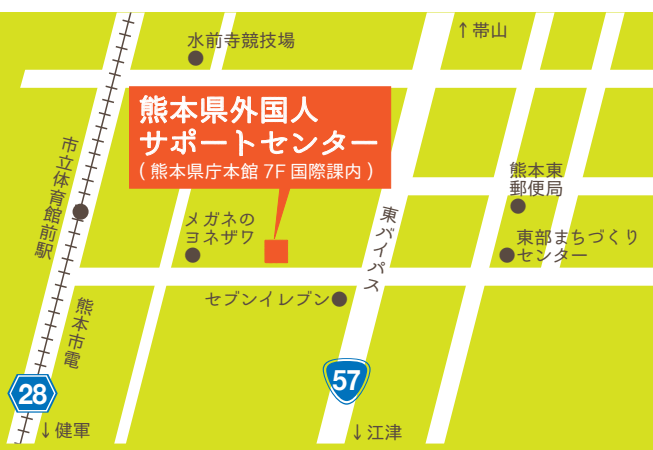 ↑帯山
水前寺競技場
熊本県外国人
サポートセンター
(熊本県庁本館7F国際課内)
市立体育館前駅
熊本東
郵便局
メガネの
ヨネザワ
東バイパス
東部まちづくり
センター
セブンイレブン
熊本市電
57
28
↓健軍
↓江津